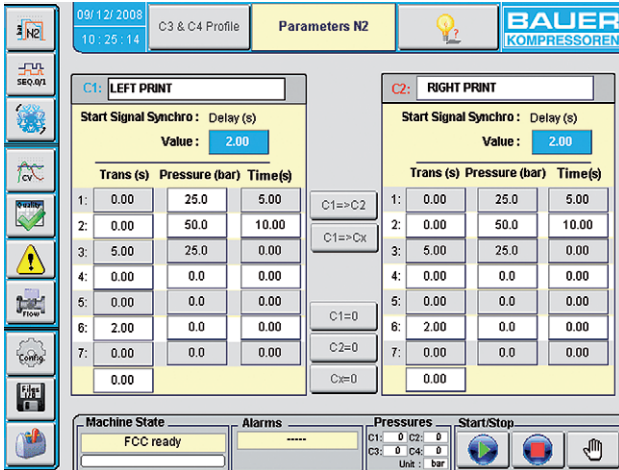 N2
09/ 12/ 2008
10 : 25 : 14
C3 & C4 Profile
Parameters N2
?
BAUER
KOMPRESSOREN
SEQ.0/1
CV
Quality
Flow
Config
Files
C1: LEFT PRINT
Start Signal Synchro : Delay (s)
Value : 2.00
Trans (s) Pressure (bar) Time(s)
1: 0.00 25.0 5.00
2: 0.00 50.0 10.00
3: 5.00 25.0 0.00
4: 0.00 0.0 0.00
5: 0.00 0.0 0.00
6: 2.00 0.0 0.00
7: 0.00 0.0 0.00
0.00
C1=>C2
C1=>Cx
C1=0
C2=0
Cx=0
C2: RIGHT PRINT
Start Signal Synchro : Delay (s)
Value : 2.00
Trans (s) Pressure (bar) Time(s)
1: 0.00 25.0 5.00
2: 0.00 50.0 10.00
3: 5.00 25.0 0.00
4: 0.00 0.0 0.00
5: 0.00 0.0 0.00
6: 2.00 0.0 0.00
7: 0.00 0.0 0.00
0.00
Machine State
FCC ready
Alarms
-----
Pressures
C1: 0 C2: 0
C3: 0 C4: 0
Unit : bar
Start/Stop